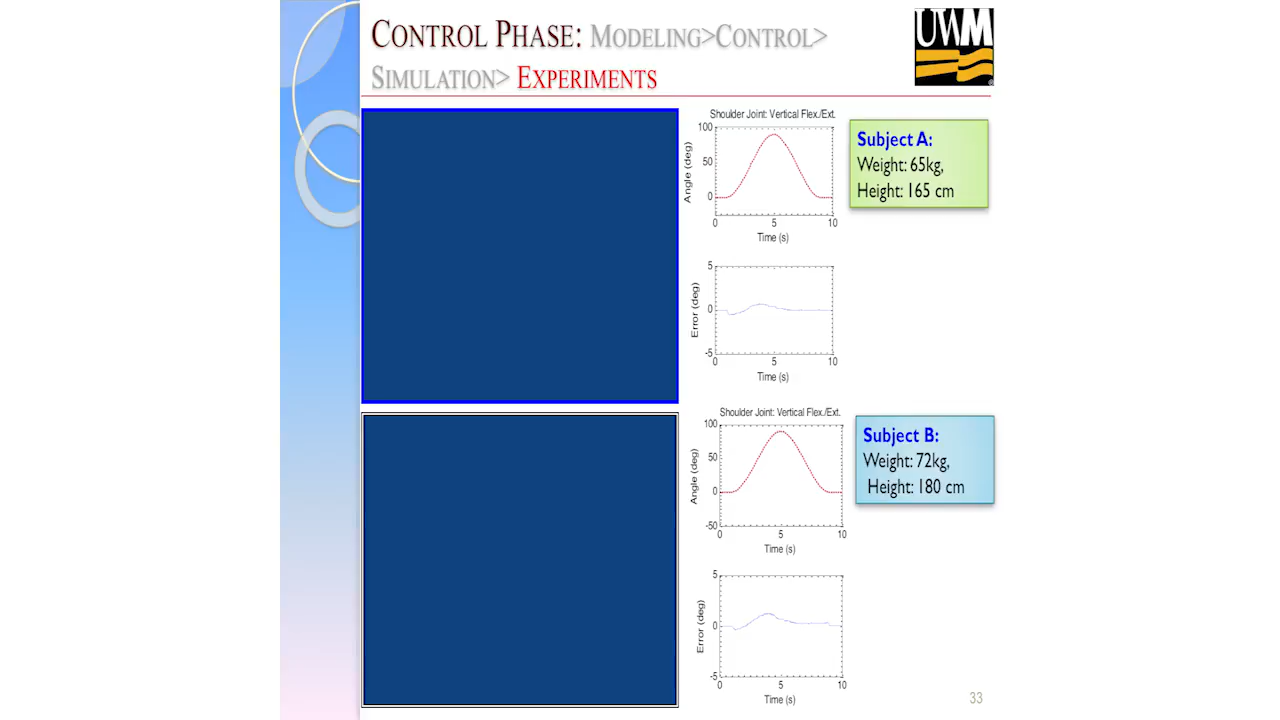 CONTROL PHASE: MODELING>CONTROL>
SIMULATION> EXPERIMENTS
UWM
Shoulder Joint: Vertical Flex./Ext.
100
50
0
Angle (deg)
0 5 10
Time (s)
Subject A:
Weight: 65kg,
Height: 165 cm
5
0
-5
Error (deg)
0 5 10
Time (s)
Shoulder Joint: Vertical Flex./Ext.
100
50
0
-50
Angle (deg)
0 5 10
Time (s)
Subject B:
Weight: 72kg,
Height: 180 cm
5
0
-5
Error (deg)
0 5 10
Time (s)
33